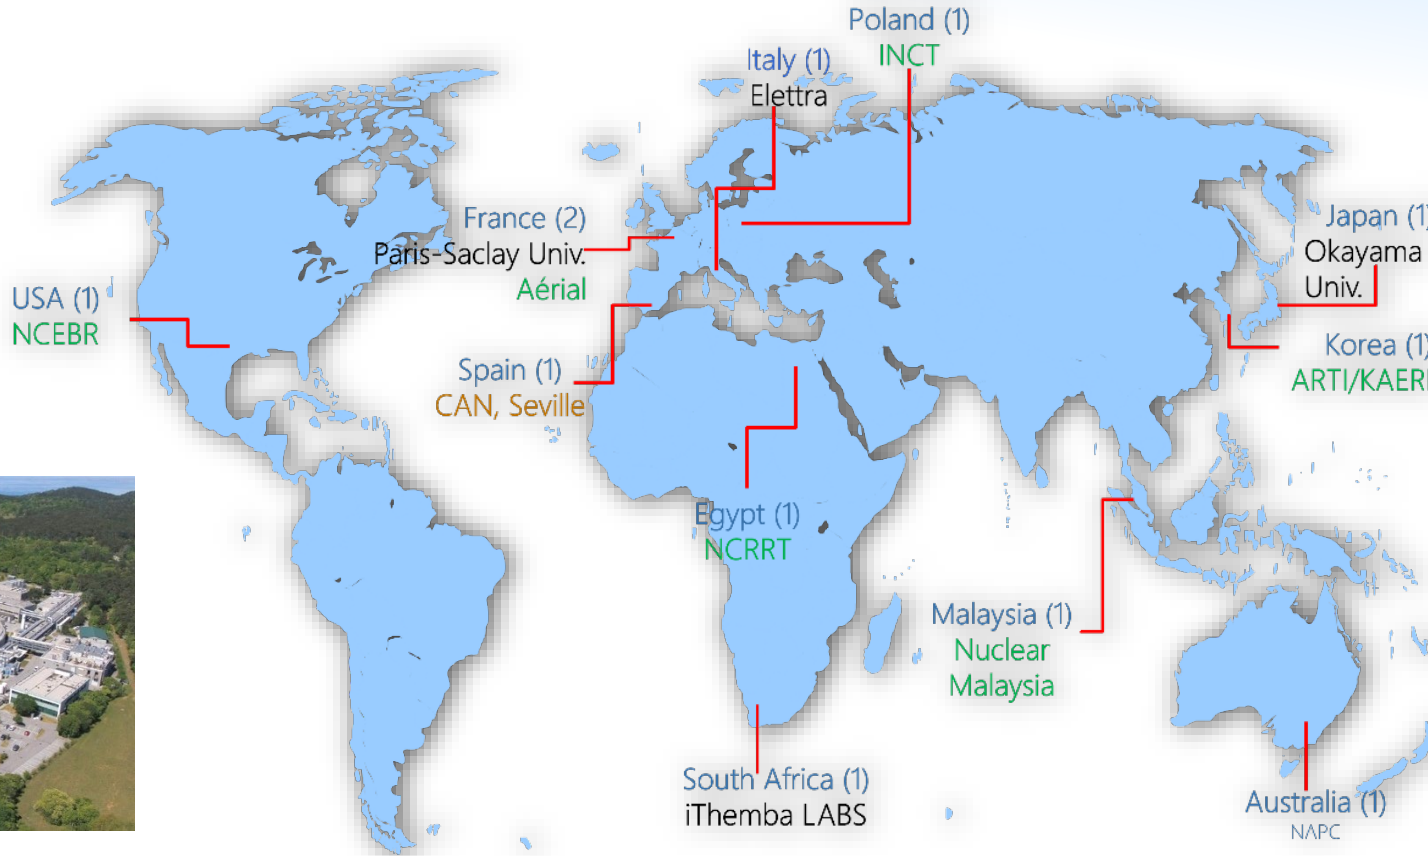 Poland (1)
INCT
Italy (1)
Elettra
France (2)
Paris-Saclay Univ.
Aérial
USA (1)
NCEBR
Spain (1)
CAN, Seville
Japan (1)
Okayama
Univ.
Korea (1)
ARTI/KAERI
Egypt (1)
NCRRT
Malaysia (1)
Nuclear
Malaysia
South Africa (1)
iThemba LABS
Australia (1)
NAPC